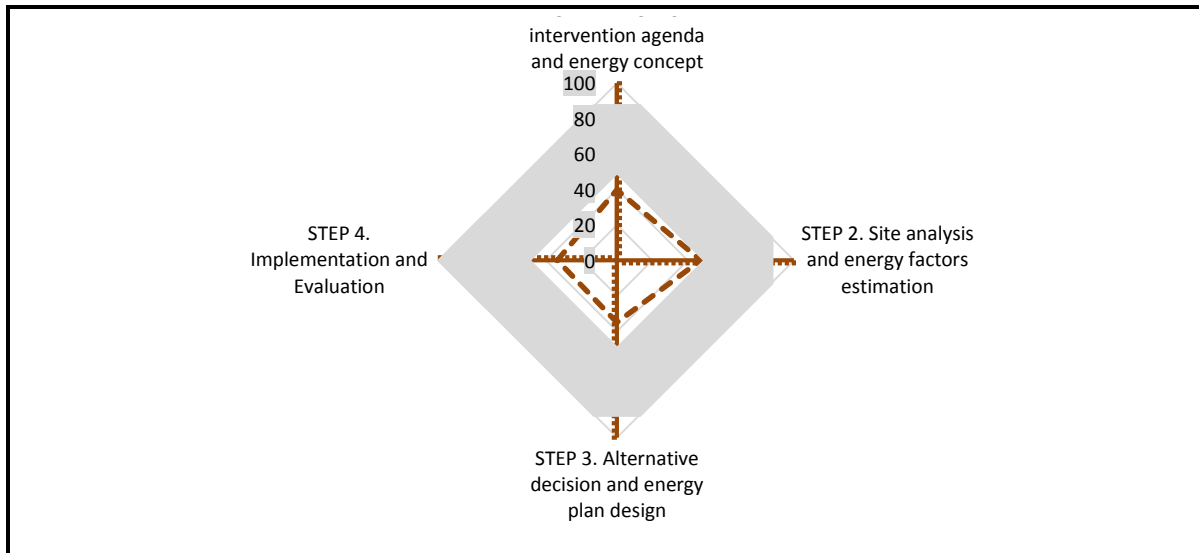 intervention agenda
and energy concept
100
80
60
40
20
0
STEP 2. Site analysis
and energy factors
estimation
STEP 3. Alternative
decision and energy
plan design
STEP 4.
Implementation and
Evaluation